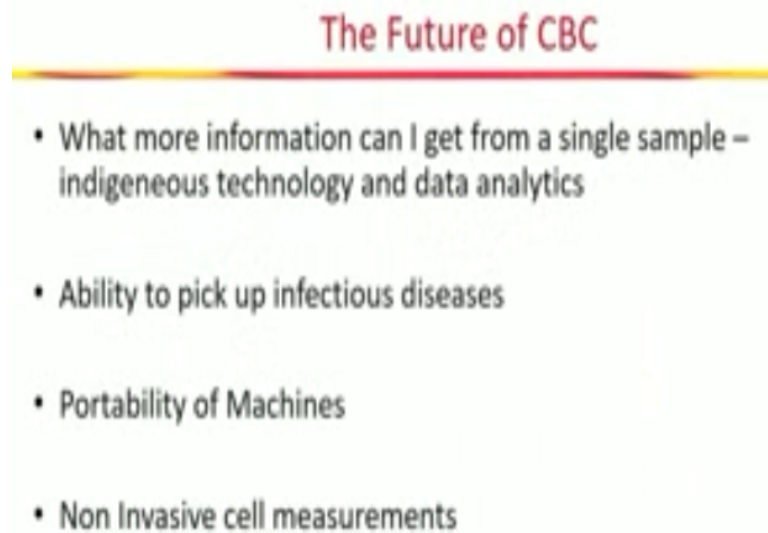 The Future of CBC
• What more information can I get from a single sample –
indigeneous technology and data analytics
• Ability to pick up infectious diseases
• Portability of Machines
• Non Invasive cell measurements